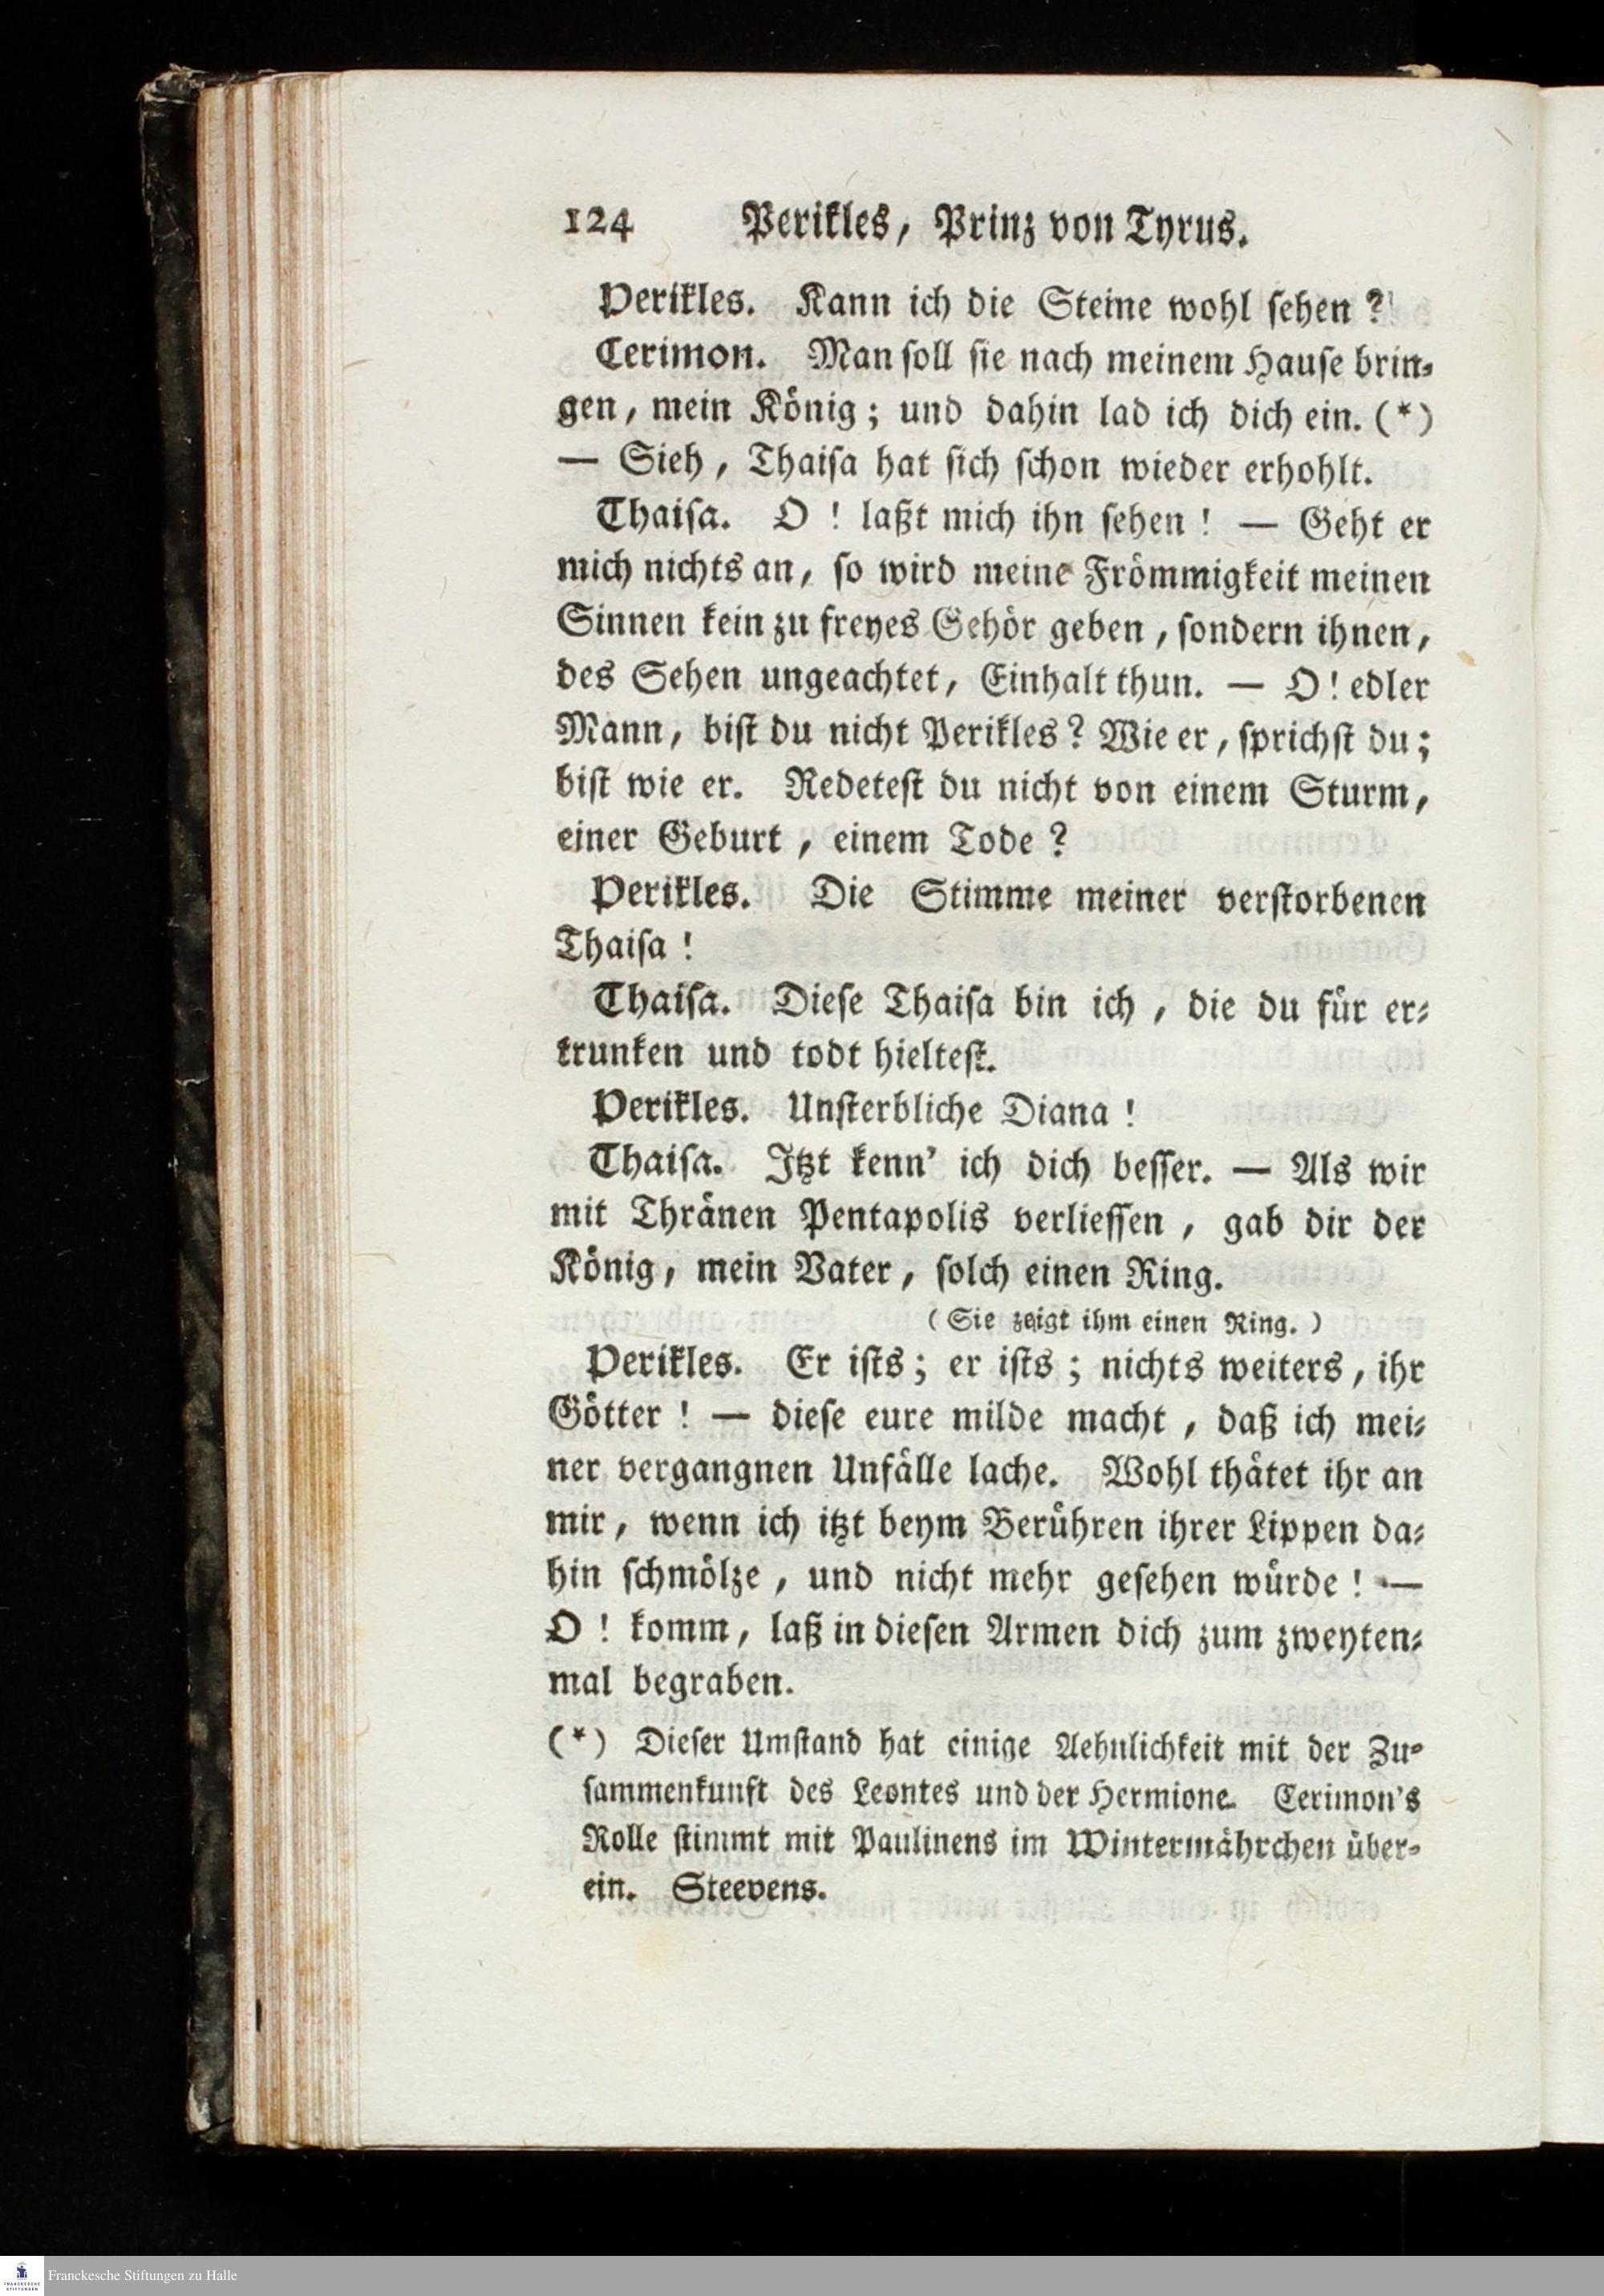 124 Perikles, Prinz von Tyrus.
Perikles. Kann ich die Steine wohl sehen?
Cerimon. Man soll sie nach meinem Hause brin-
gen, mein König; und dahin lad ich dich ein. (*)
— Sieh, Thaisa hat sich schon wieder erhohlt.
Thaisa. O! laßt mich ihn sehen! — Geht er
mich nichts an, so wird meine Frömmigkeit meinen
Sinnen kein zu freyes Gehör geben, sondern ihnen,
des Sehen ungeachtet, Einhalt thun. — O! edler
Mann, bist du nicht Perikles? Wie er, sprichst du;
bist wie er. Redetest du nicht von einem Sturm,
einer Geburt, einem Tode?
Perikles. Die Stimme meiner verstorbenen
Thaisa!
Thaisa. Diese Thaisa bin ich, die du für er-
trunken und todt hieltest.
Perikles. Unsterbliche Diana!
Thaisa. Itzt kenn' ich dich besser. — Als wir
mit Thränen Pentapolis verliessen, gab dir der
König, mein Vater, solch einen Ring.
(Sie zeigt ihm einen Ring.)
Perikles. Er ists; er ists; nichts weiters, ihr
Götter! — diese eure milde macht, daß ich mei-
ner vergangnen Unfälle lache. Wohl thätet ihr an
mir, wenn ich itzt beym Berühren ihrer Lippen da-
hin schmölze, und nicht mehr gesehen würde! —
O! komm, laß in diesen Armen dich zum zweyten-
mal begraben.
(*) Dieser Umstand hat einige Aehnlichkeit mit der Zu-
sammenkunft des Leontes und der Hermione. Cerimon's
Rolle stimmt mit Paulinens im Wintermährchen über-
ein. Steevens.
FRANCKESCHE
STIFTUNGEN
Franckesche Stiftungen zu Halle